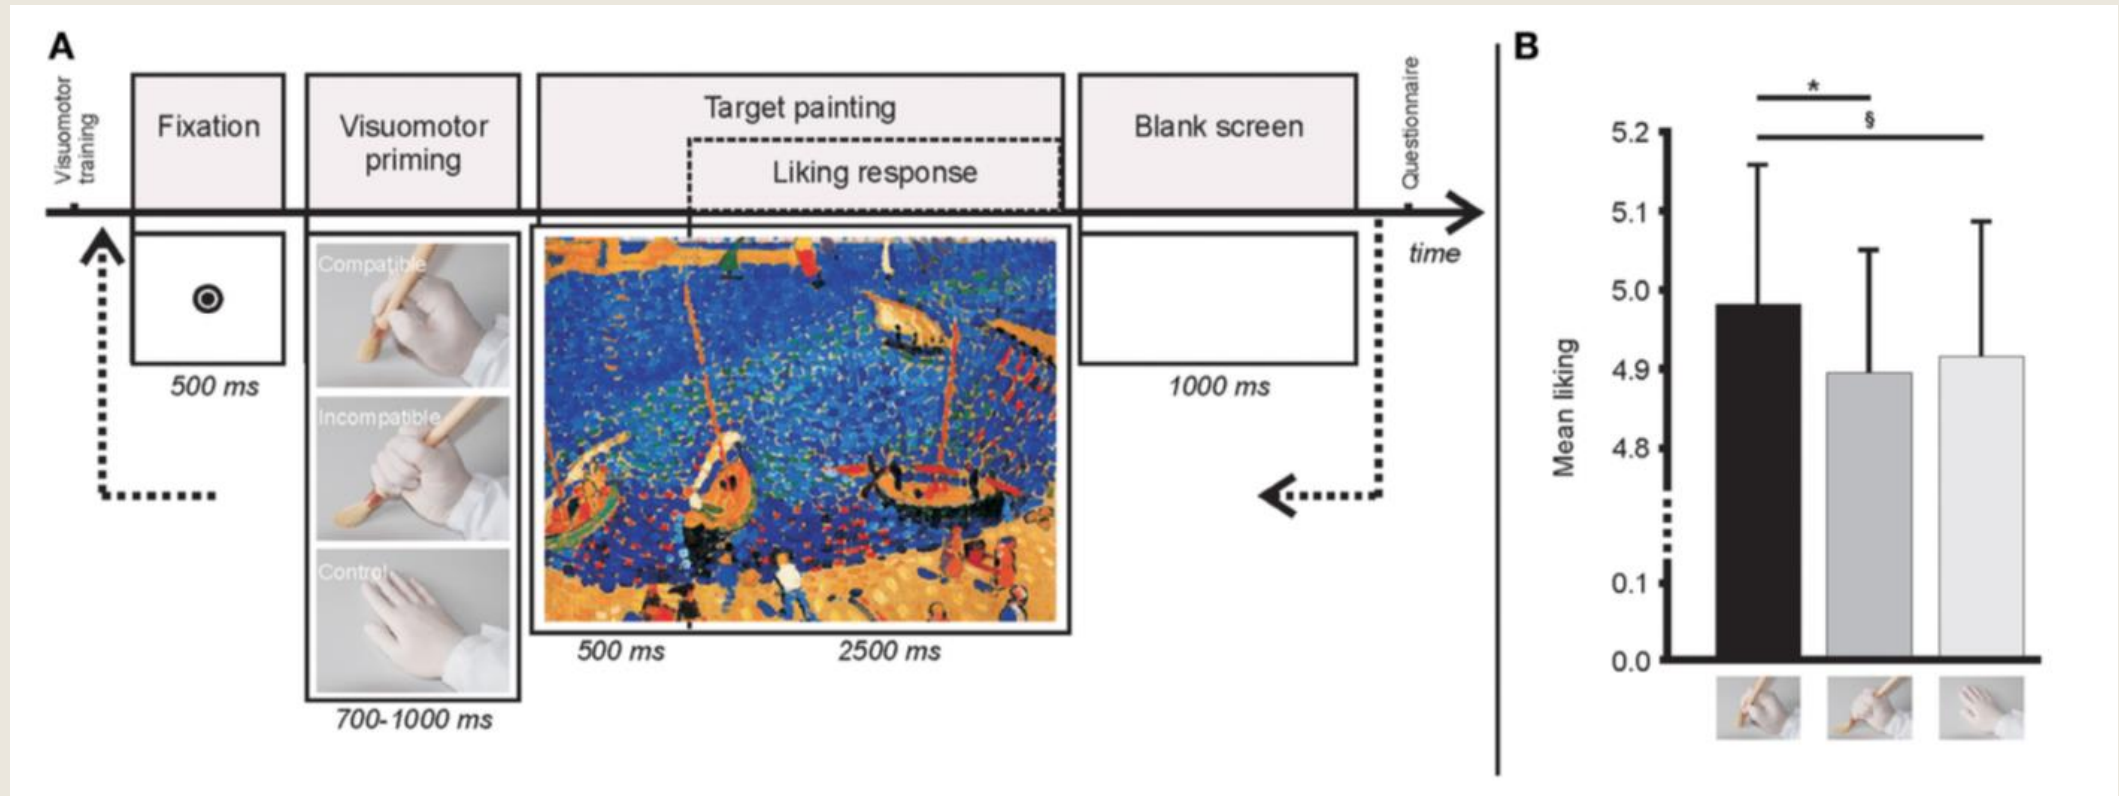 A
Visuomotor
training
Fixation
Visuomotor
priming
Target painting
Liking response
Blank screen
Questionnaire
time
500 ms
Compatible
Incompatible
Control
700-1000 ms
500 ms
2500 ms
1000 ms
B
*
§
Mean liking
5.2
5.1
5.0
4.9
4.8
0.1
0.0